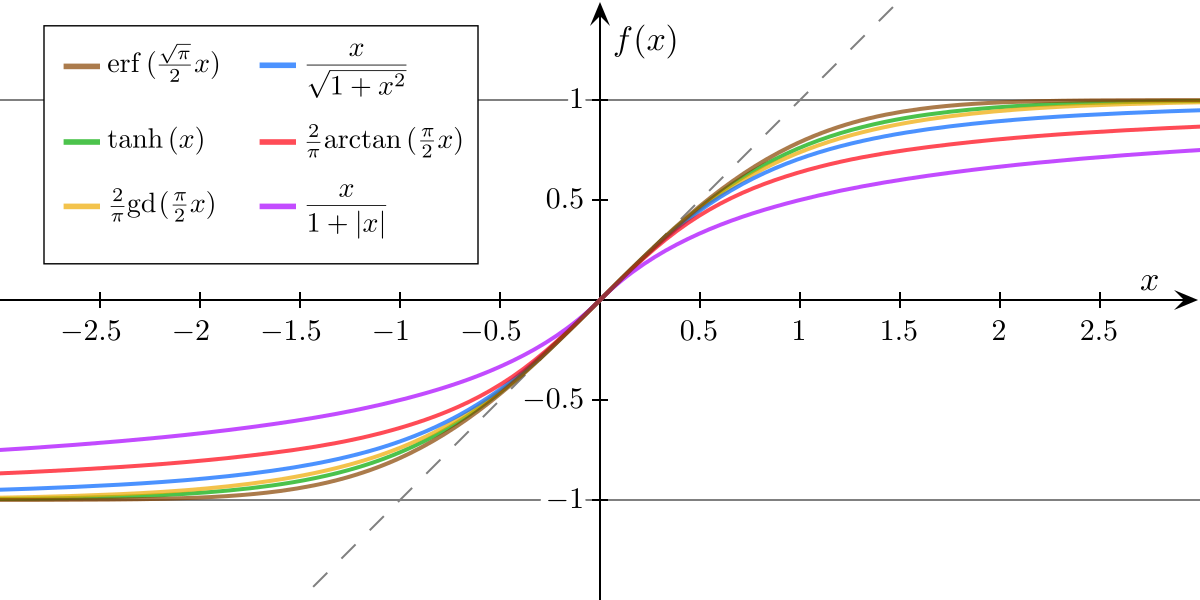 erf (√π/2 x) x/√(1 + x²)
tanh (x) 2/π arctan (π/2 x)
2/π gd(π/2 x) x/(1 + |x|)
f(x)
1
0.5
x
−2.5 −2 −1.5 −1 −0.5 0.5 1 1.5 2 2.5
−0.5
−1